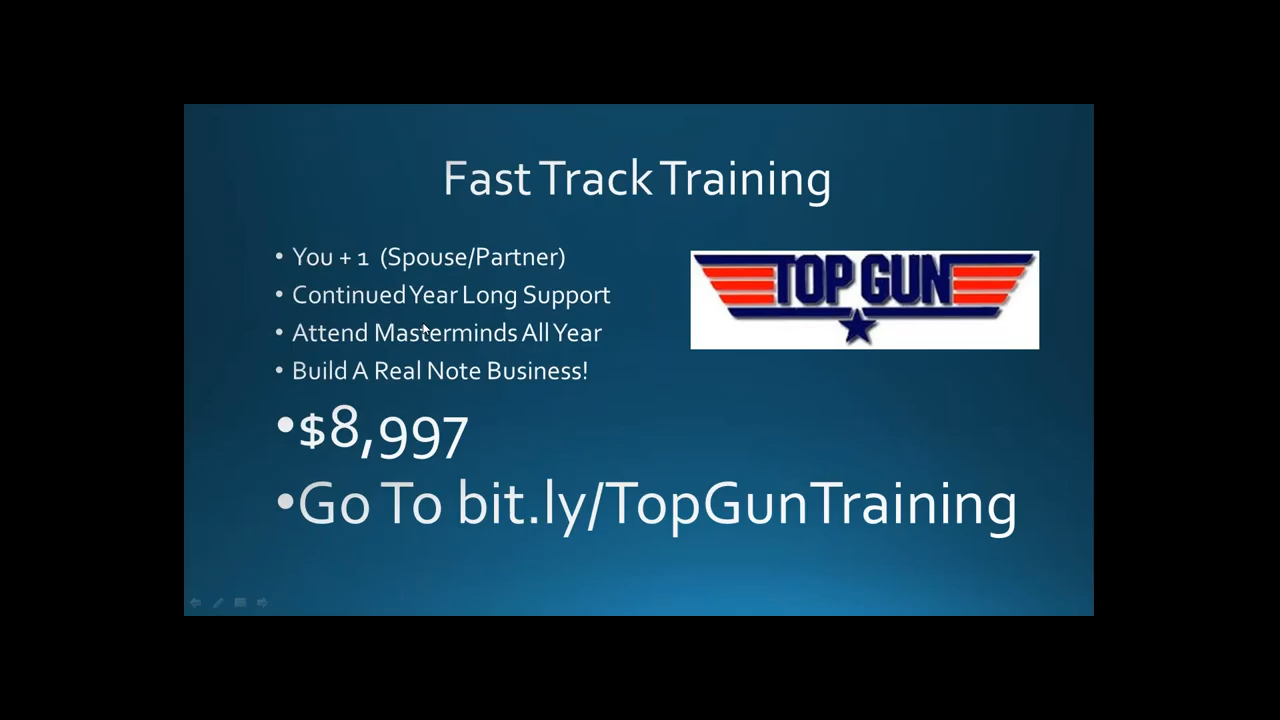 Fast Track Training
• You + 1 (Spouse/Partner)
• Continued Year Long Support
• Attend Masterminds All Year
• Build A Real Note Business!
TOP GUN
• $8,997
• Go To bit.ly/TopGunTraining